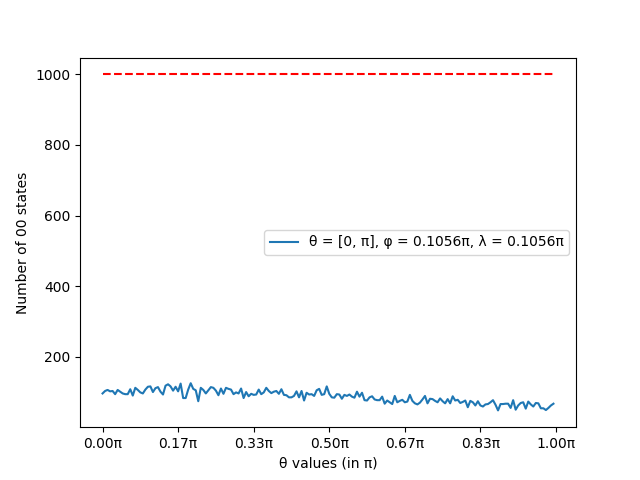 1000
800
600
400
200
Number of 00 states
θ = [0, π], φ = 0.1056π, λ = 0.1056π
0.00π 0.17π 0.33π 0.50π 0.67π 0.83π 1.00π
θ values (in π)